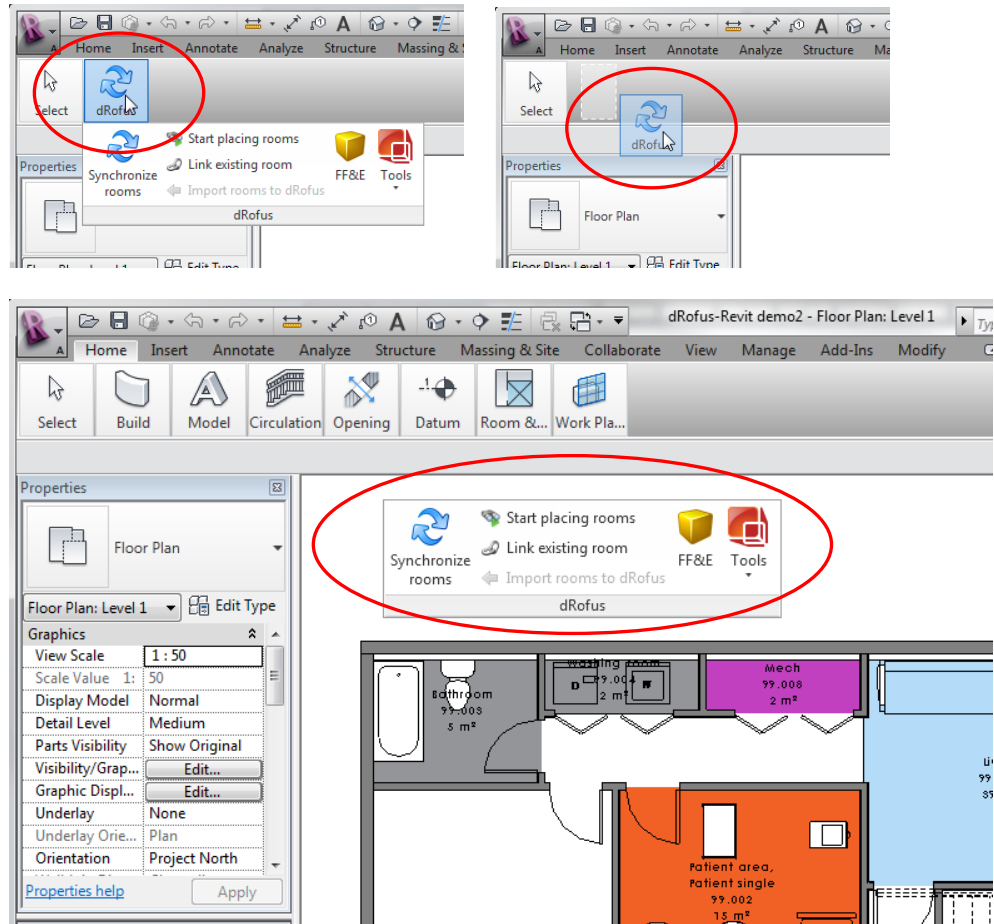 A Home Insert Annotate Analyze Structure Massing &
Select dRofus
Synchronize rooms
Start placing rooms
Link existing room
Import rooms to dRofus
FF&E Tools
dRofus
Properties
A Home Insert Annotate Analyze Structure Ma
Select
dRofus
Properties
Floor Plan
Floor Plan: Level 1 Edit Type
dRofus-Revit demo2 - Floor Plan: Level 1
A Home Insert Annotate Analyze Structure Massing & Site Collaborate View Manage Add-Ins Modify
Select Build Model Circulation Opening Datum Room &... Work Pla...
Properties
Floor Plan
Floor Plan: Level 1 Edit Type
Graphics
View Scale 1 : 50
Scale Value 1: 50
Display Model Normal
Detail Level Medium
Parts Visibility Show Original
Visibility/Grap... Edit...
Graphic Displ... Edit...
Underlay None
Underlay Orie... Plan
Orientation Project North
Properties help Apply
Synchronize
rooms
Start placing rooms
Link existing room
Import rooms to dRofus
FF&E Tools
dRofus
Bathroom
99.003
5 m²
Washing room
99.004
2 m²
D W
Mech
99.008
2 m²
Patient area,
Patient single
99.002
15 m²